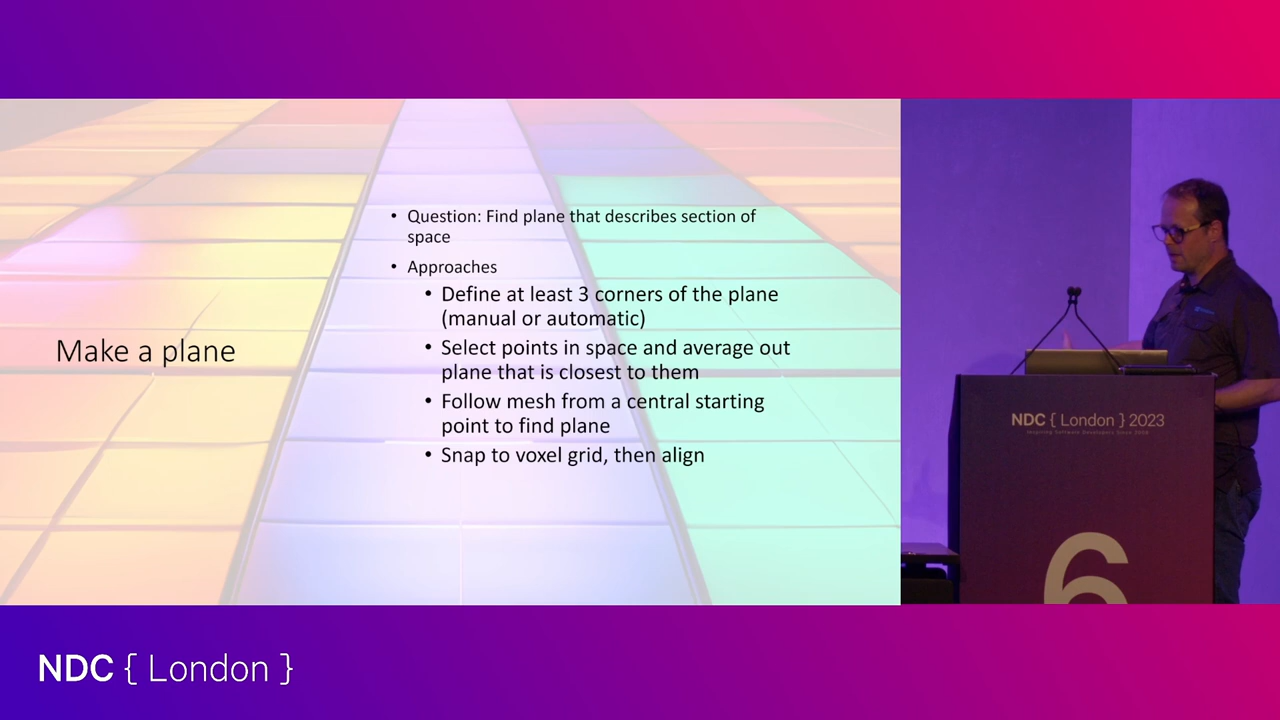 Make a plane
• Question: Find plane that describes section of
space
• Approaches
• Define at least 3 corners of the plane
(manual or automatic)
• Select points in space and average out
plane that is closest to them
• Follow mesh from a central starting
point to find plane
• Snap to voxel grid, then align
NDC { London } 2023
6
NDC { London }